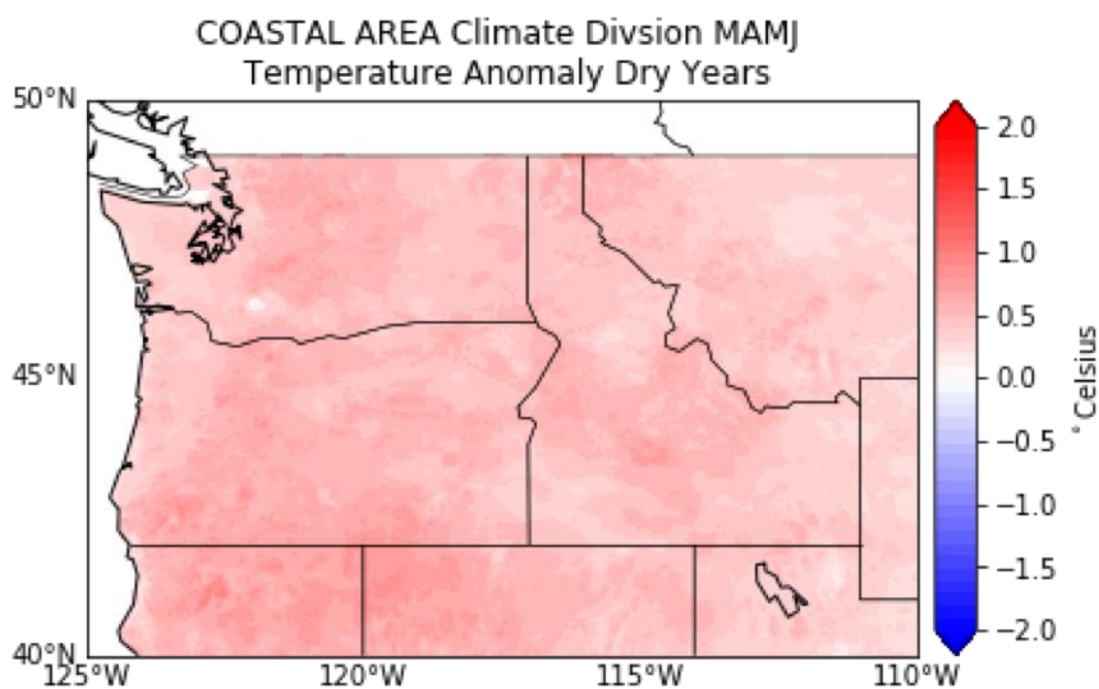 COASTAL AREA Climate Divsion MAMJ
Temperature Anomaly Dry Years
50°N
45°N
40°N
125°W
120°W
115°W
110°W
2.0
1.5
1.0
0.5
0.0
−0.5
−1.0
−1.5
−2.0
°Celsius